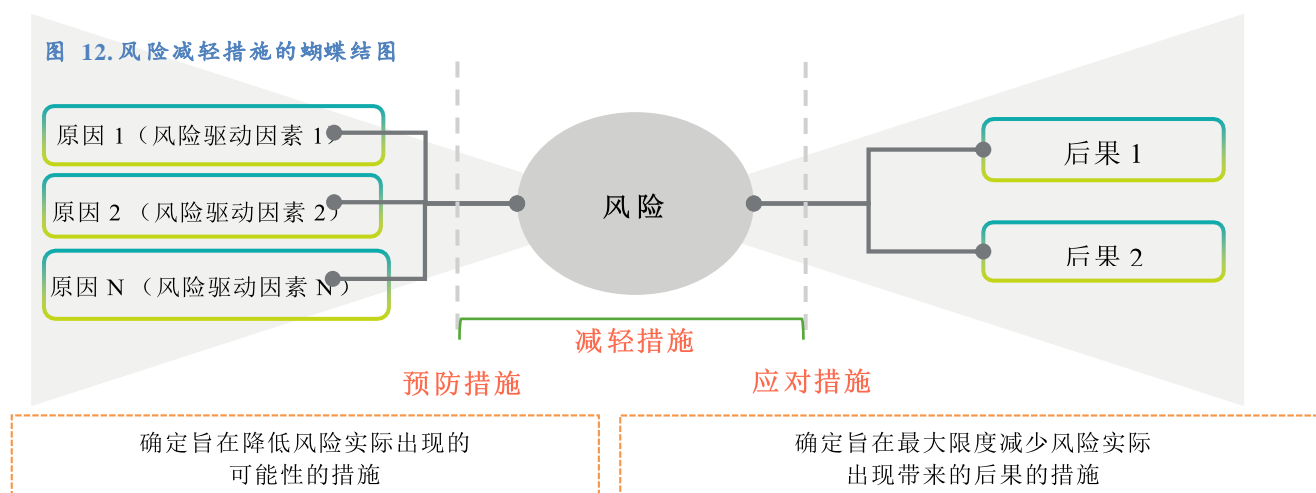 图 12.风险减轻措施的蝴蝶结图
原因 1（风险驱动因素 1）
原因 2 （风险驱动因素 2）
原因 N （风险驱动因素 N ）
风险
后果 1
后果 2
减轻措施
预防措施
应对措施
确定旨在降低风险实际出现的
可能性的措施
确定旨在最大限度减少风险实际
出现带来的后果的措施